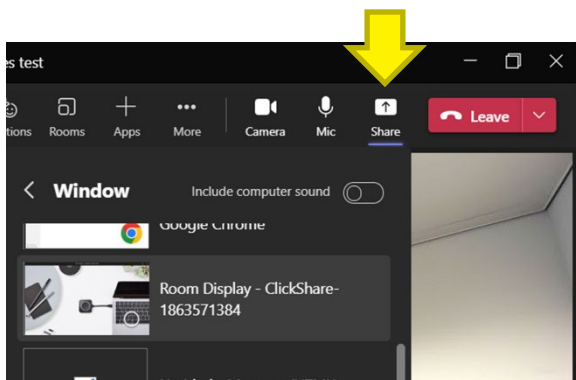 es test
tions Rooms Apps More Camera Mic Share Leave
Window Include computer sound
Google Chrome
Room Display - ClickShare-
1863571384